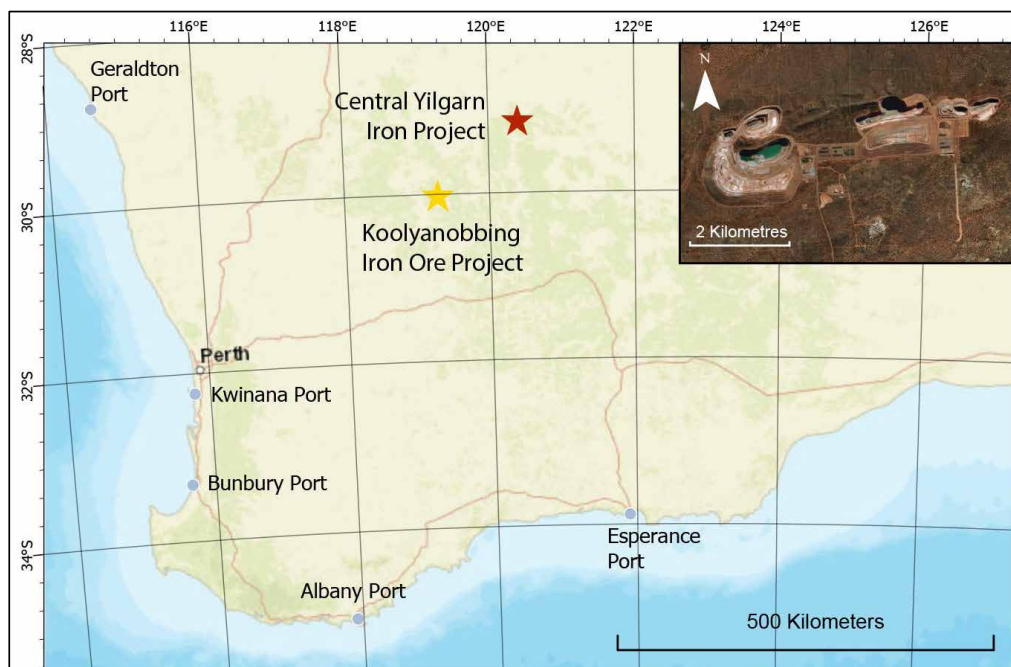 116°E
118°E
120°E
122°E
124°E
126°E
28°S
30°S
32°S
34°S
Geraldton
Port
Central Yilgarn
Iron Project
Koolyanobbing
Iron Ore Project
N
2 Kilometres
Perth
Kwinana Port
Bunbury Port
Esperance
Port
Albany Port
500 Kilometers